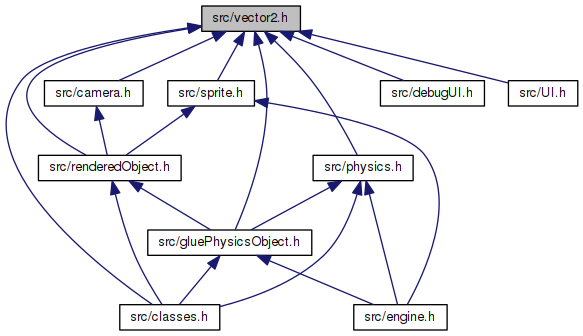 src/vector2.h
src/camera.h
src/sprite.h
src/debugUI.h
src/UI.h
src/renderedObject.h
src/physics.h
src/gluePhysicsObject.h
src/classes.h
src/engine.h